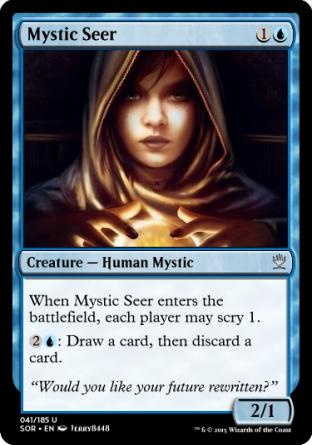 Mystic Seer
1
Creature — Human Mystic
When Mystic Seer enters the
battlefield, each player may scry 1.
2 : Draw a card, then discard a
card.
“Would you like your future rewritten?”
2/1
041/185 U
SOR • EN JERRY8448
™ & © 2015 Wizards of the Coast